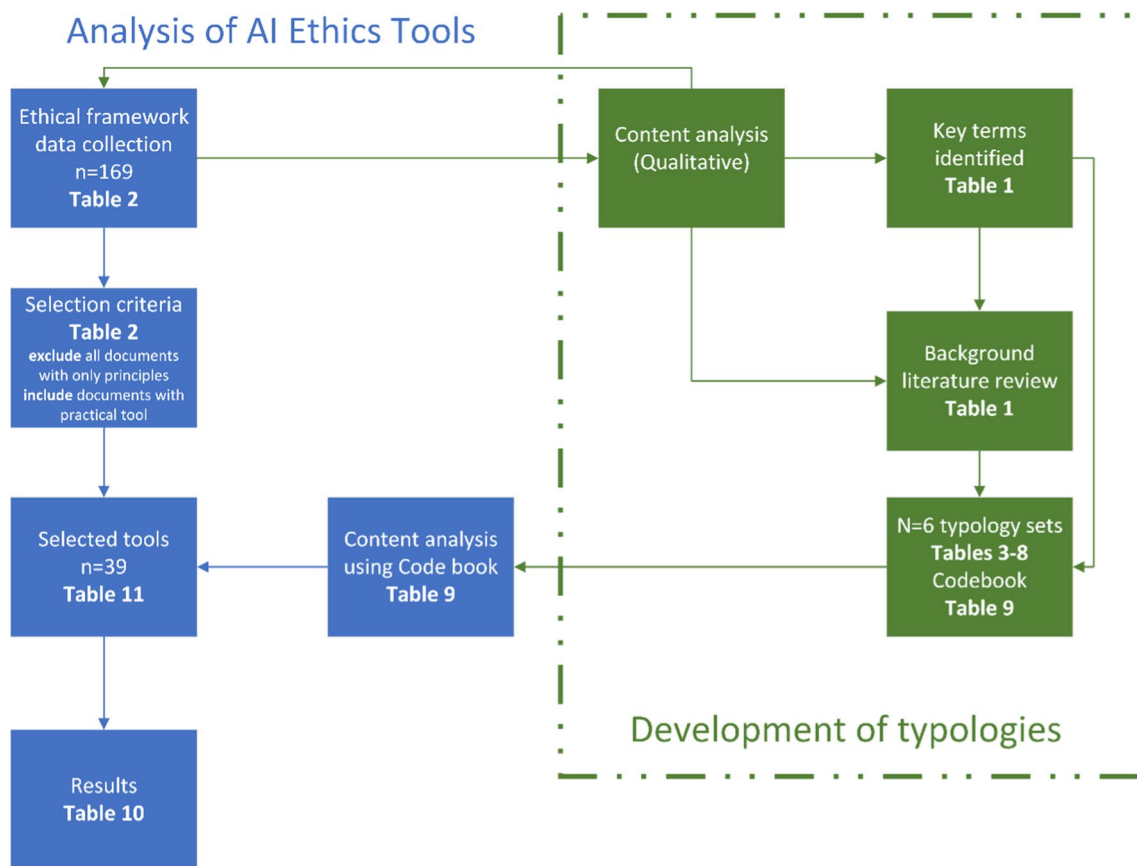 Analysis of AI Ethics Tools
Ethical framework
data collection
n=169
Table 2
Content analysis
(Qualitative)
Key terms
identified
Table 1
Selection criteria
Table 2
exclude all documents
with only principles
include documents with
practical tool
Background
literature review
Table 1
Selected tools
n=39
Table 11
Content analysis
using Code book
Table 9
N=6 typology sets
Tables 3-8
Codebook
Table 9
Development of typologies
Results
Table 10